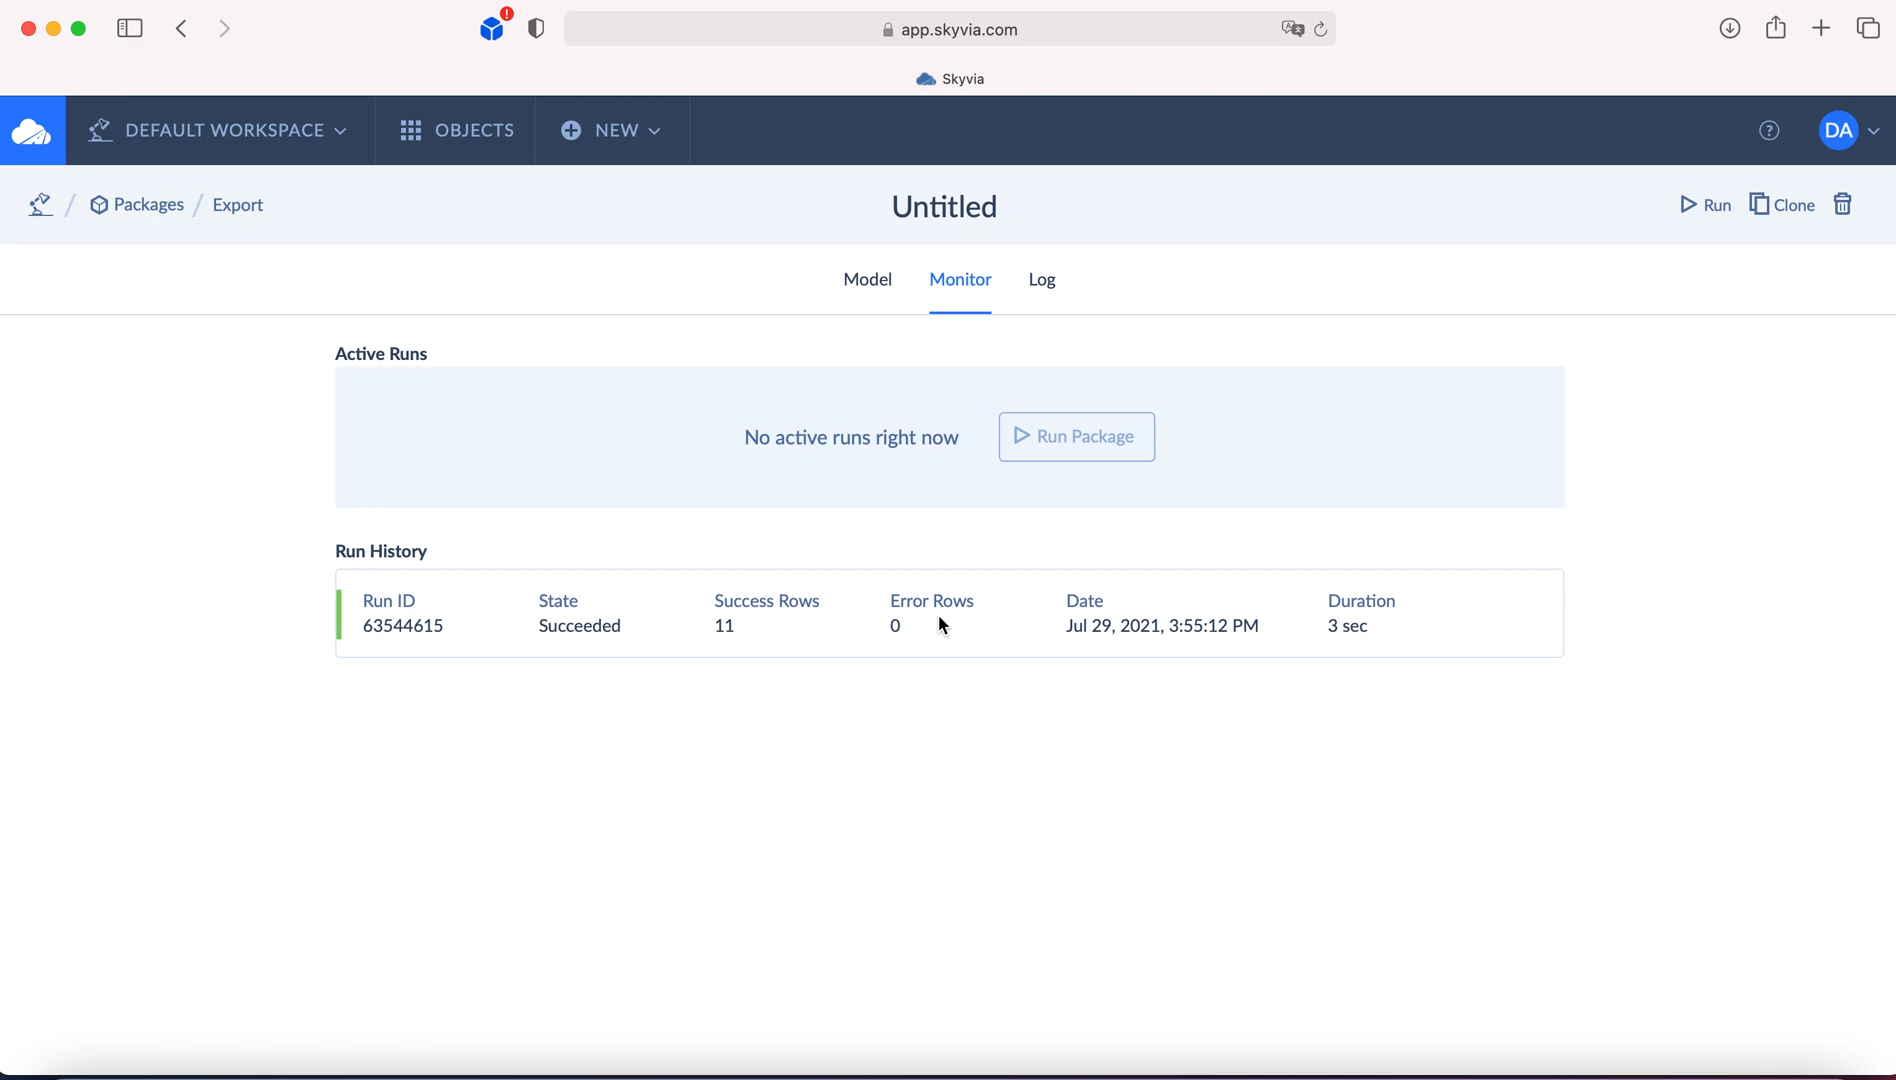 app.skyvia.com
Skyvia
DEFAULT WORKSPACE
OBJECTS
NEW
?
DA
/ Packages / Export
Untitled
Run
Clone
Model
Monitor
Log
Active Runs
No active runs right now
Run Package
Run History
Run ID State Success Rows Error Rows Date Duration
63544615 Succeeded 11 0 Jul 29, 2021, 3:55:12 PM 3 sec